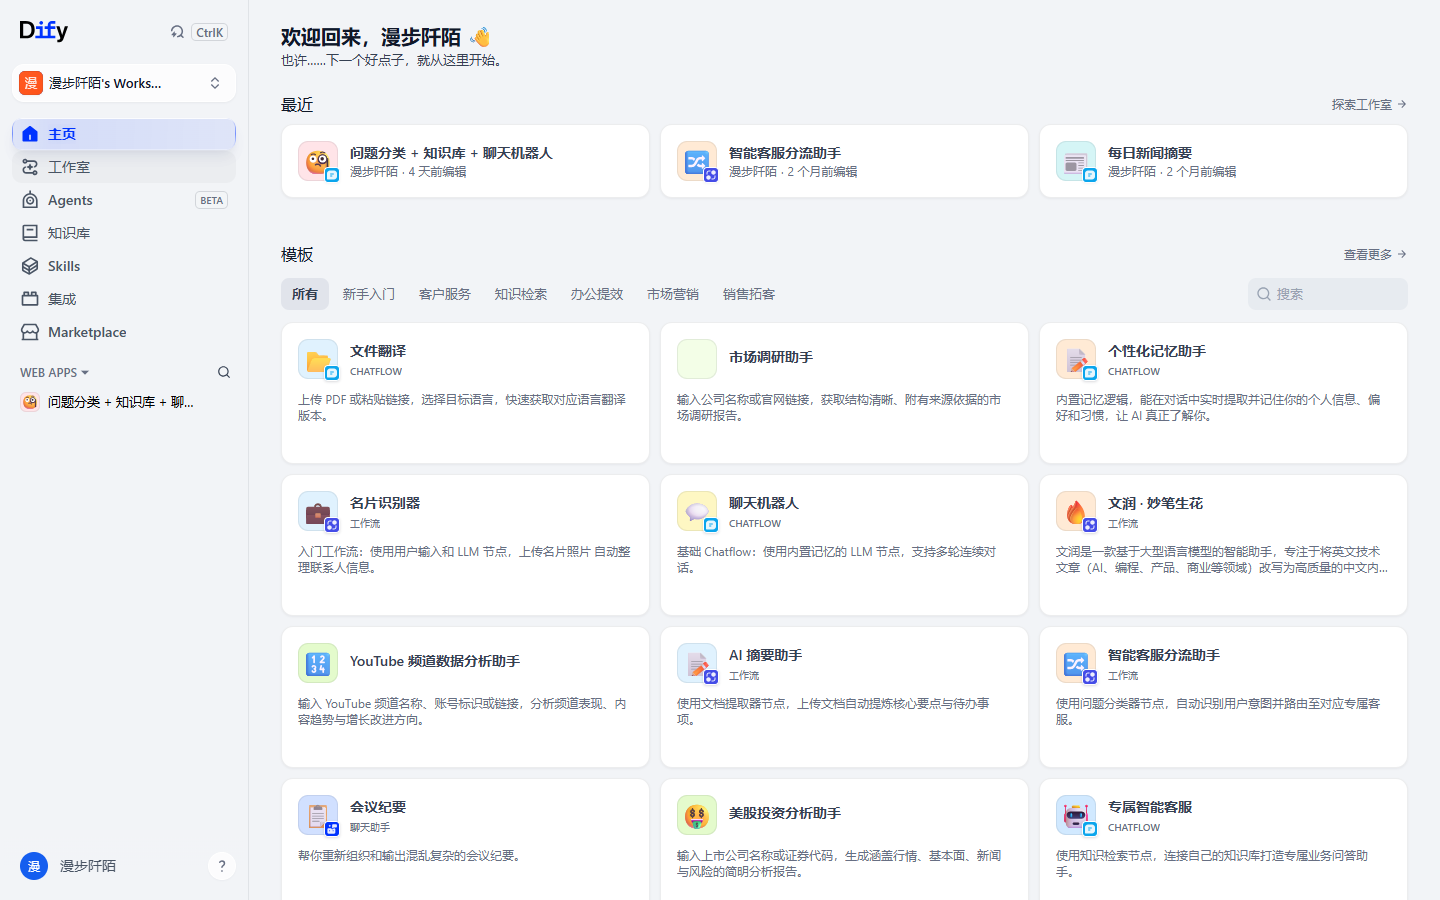 Dify
CtrlK
漫
漫步阡陌's Works...
主页
工作室
Agents
BETA
知识库
Skills
集成
Marketplace
WEB APPS
问题分类 + 知识库 + 聊...
漫
漫步阡陌
?
欢迎回来，漫步阡陌 👋
也许......下一个好点子，就从这里开始。
最近
探索工作室
问题分类 + 知识库 + 聊天机器人
漫步阡陌 · 4 天前编辑
智能客服分流助手
漫步阡陌 · 2 个月前编辑
每日新闻摘要
漫步阡陌 · 2 个月前编辑
模板
查看更多
所有
新手入门
客户服务
知识检索
办公提效
市场营销
销售拓客
搜索
文件翻译
CHATFLOW
上传 PDF 或粘贴链接，选择目标语言，快速获取对应语言翻译
版本。
市场调研助手
输入公司名称或官网链接，获取结构清晰、附有来源依据的市
场调研报告。
个性化记忆助手
CHATFLOW
内置记忆逻辑，能在对话中实时提取并记住你的个人信息、偏
好和习惯，让 AI 真正了解你。
名片识别器
工作流
入门工作流：使用用户输入和 LLM 节点，上传名片照片 自动整
理联系人信息。
聊天机器人
CHATFLOW
基础 Chatflow：使用内置记忆的 LLM 节点，支持多轮连续对
话。
文润 · 妙笔生花
工作流
文润是一款基于大型语言模型的智能助手，专注于将英文技术
文章（AI、编程、产品、商业等领域）改写为高质量的中文内...
1 2
3 4
YouTube 频道数据分析助手
输入 YouTube 频道名称、账号标识或链接，分析频道表现、内
容趋势与增长改进方向。
AI 摘要助手
工作流
使用文档提取器节点，上传文档自动提炼核心要点与待办事
项。
智能客服分流助手
工作流
使用问题分类器节点，自动识别用户意图并路由至对应专属客
服。
会议纪要
聊天助手
帮你重新组织和输出混乱复杂的会议纪要。
美股投资分析助手
输入上市公司名称或证券代码，生成涵盖行情、基本面、新闻
与风险的简明分析报告。
专属智能客服
CHATFLOW
使用知识检索节点，连接自己的知识库打造专属业务问答助
手。